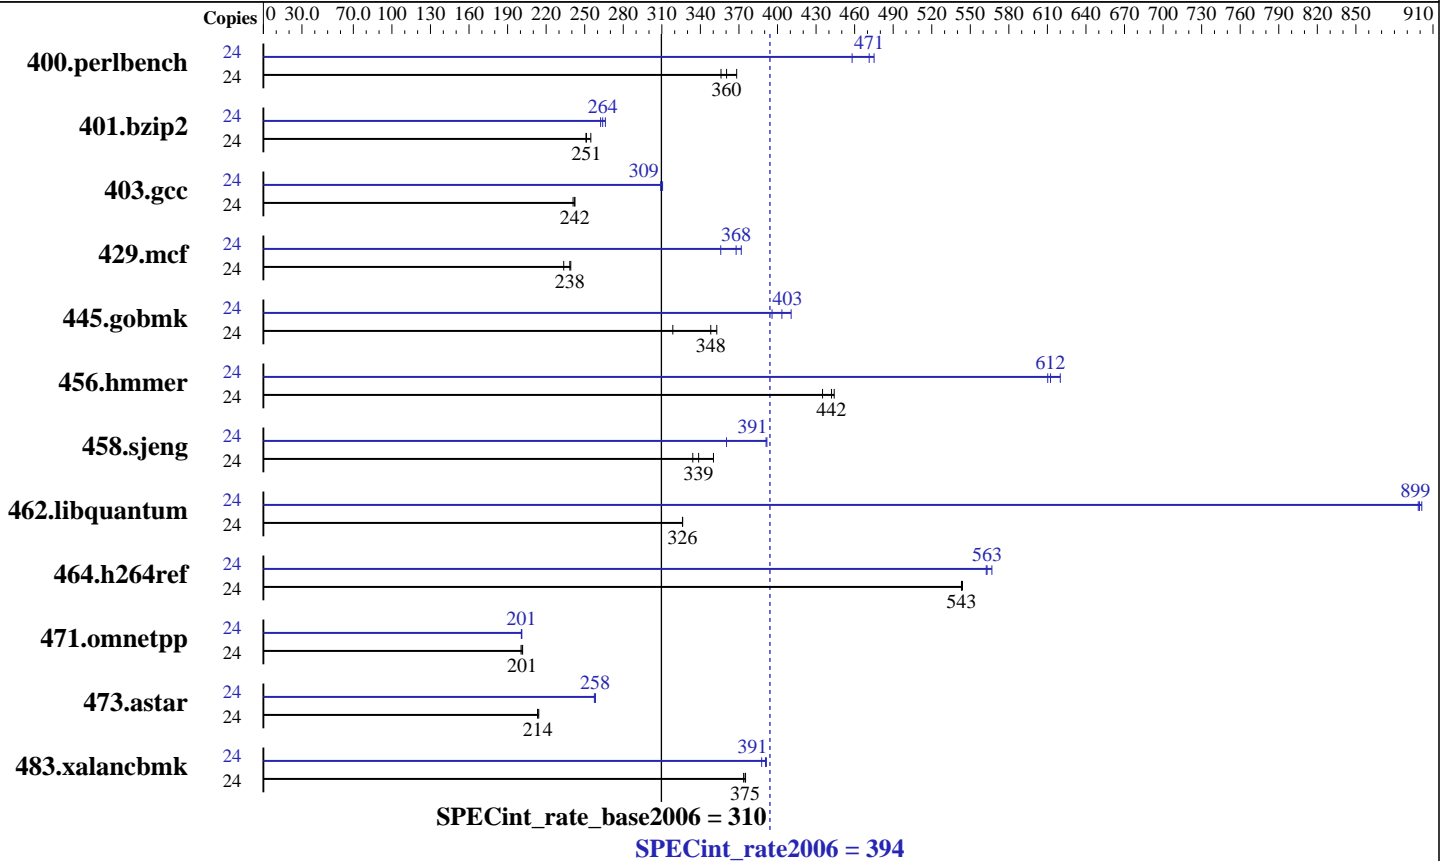 Copies 0 30.0 70.0 100 130 160 190 220 250 280 310 340 370 400 430 460 490 520 550 580 610 640 670 700 730 760 790 820 850 910
400.perlbench 24 471
24 360
401.bzip2 24 264
24 251
403.gcc 24 309
24 242
429.mcf 24 368
24 238
445.gobmk 24 403
24 348
456.hmmer 24 612
24 442
458.sjeng 24 391
24 339
462.libquantum 24 899
24 326
464.h264ref 24 563
24 543
471.omnetpp 24 201
24 201
473.astar 24 258
24 214
483.xalancbmk 24 391
24 375
SPECint_rate_base2006 = 310
SPECint_rate2006 = 394